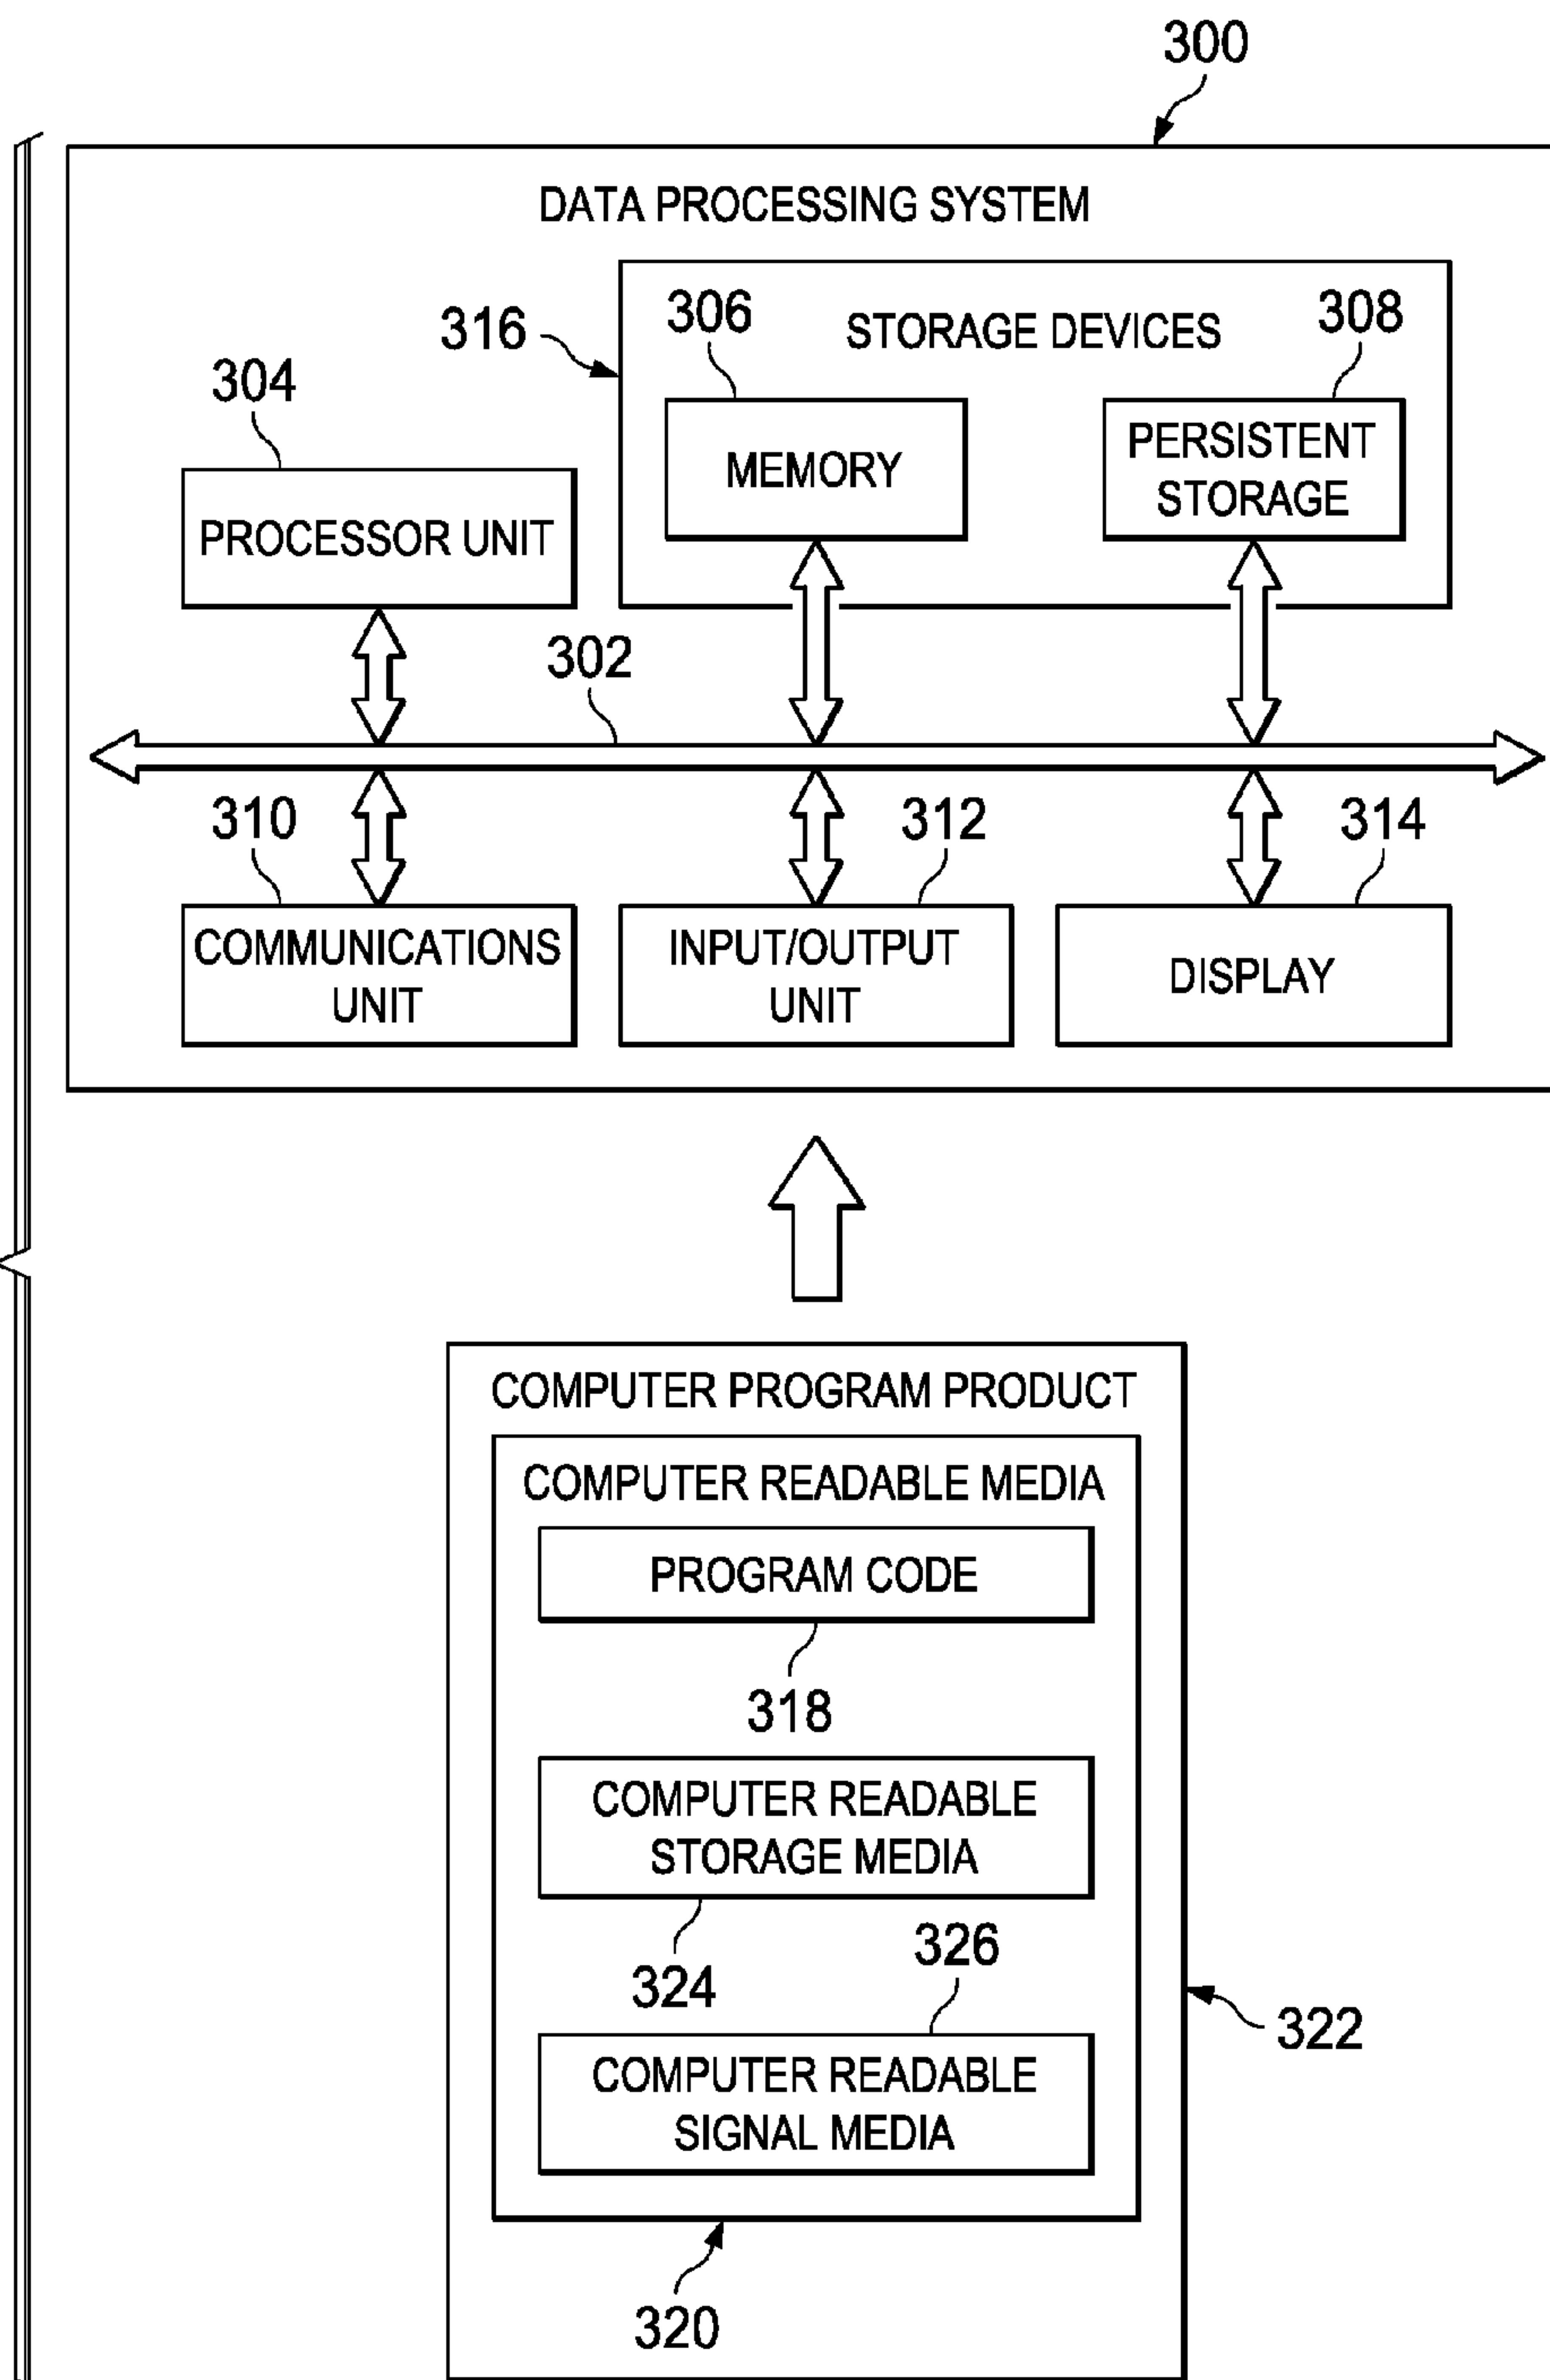 300
DATA PROCESSING SYSTEM
316
306
STORAGE DEVICES
308
304
MEMORY
PERSISTENT
STORAGE
PROCESSOR UNIT
302
310
312
314
COMMUNICATIONS
UNIT
INPUT/OUTPUT
UNIT
DISPLAY
COMPUTER PROGRAM PRODUCT
COMPUTER READABLE MEDIA
PROGRAM CODE
318
COMPUTER READABLE
STORAGE MEDIA
324
326
COMPUTER READABLE
SIGNAL MEDIA
322
320